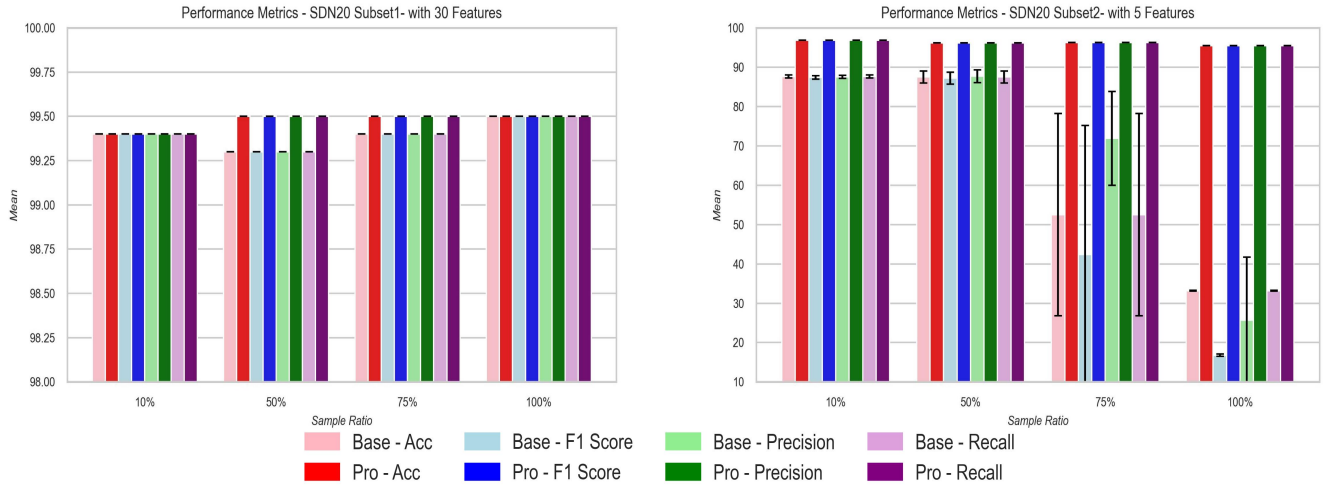 Performance Metrics - SDN20 Subset1- with 30 Features
100.00
99.75
99.50
99.25
99.00
98.75
98.50
98.25
98.00
Mean
10%
50%
75%
100%
Sample Ratio
Performance Metrics - SDN20 Subset2- with 5 Features
100
90
80
70
60
50
40
30
20
10
Mean
10%
50%
75%
100%
Sample Ratio
Base - Acc
Base - F1 Score
Base - Precision
Base - Recall
Pro - Acc
Pro - F1 Score
Pro - Precision
Pro - Recall